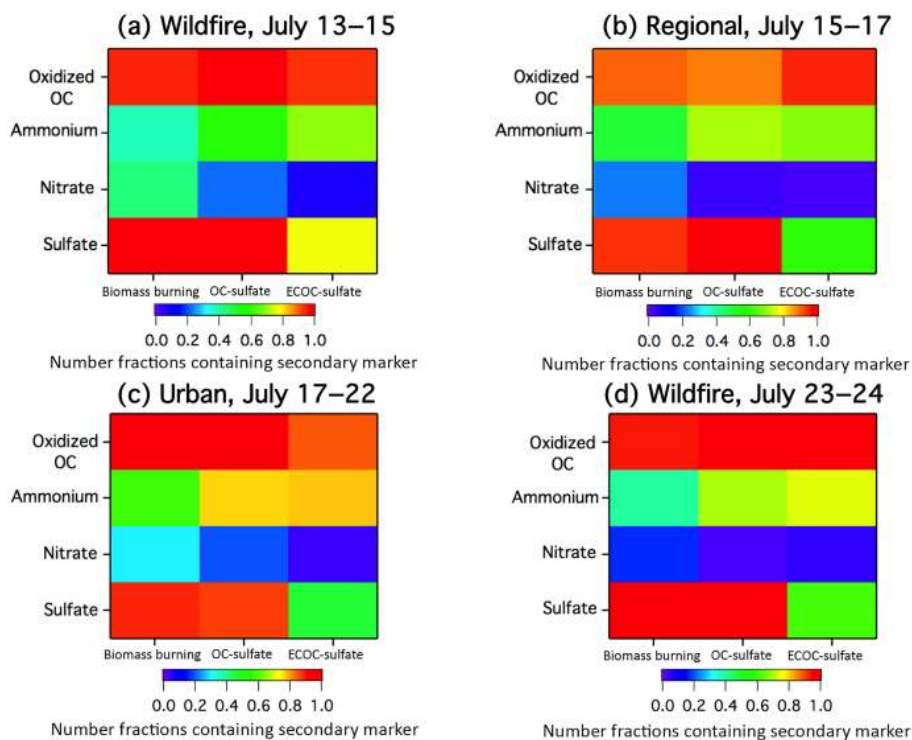 (a) Wildfire, July 13–15
Oxidized
OC
Ammonium
Nitrate
Sulfate
Biomass burning OC-sulfate ECOC-sulfate
0.0 0.2 0.4 0.6 0.8 1.0
Number fractions containing secondary marker
(b) Regional, July 15–17
Oxidized
OC
Ammonium
Nitrate
Sulfate
Biomass burning OC-sulfate ECOC-sulfate
0.0 0.2 0.4 0.6 0.8 1.0
Number fractions containing secondary marker
(c) Urban, July 17–22
Oxidized
OC
Ammonium
Nitrate
Sulfate
Biomass burning OC-sulfate ECOC-sulfate
0.0 0.2 0.4 0.6 0.8 1.0
Number fractions containing secondary marker
(d) Wildfire, July 23–24
Oxidized
OC
Ammonium
Nitrate
Sulfate
Biomass burning OC-sulfate ECOC-sulfate
0.0 0.2 0.4 0.6 0.8 1.0
Number fractions containing secondary marker